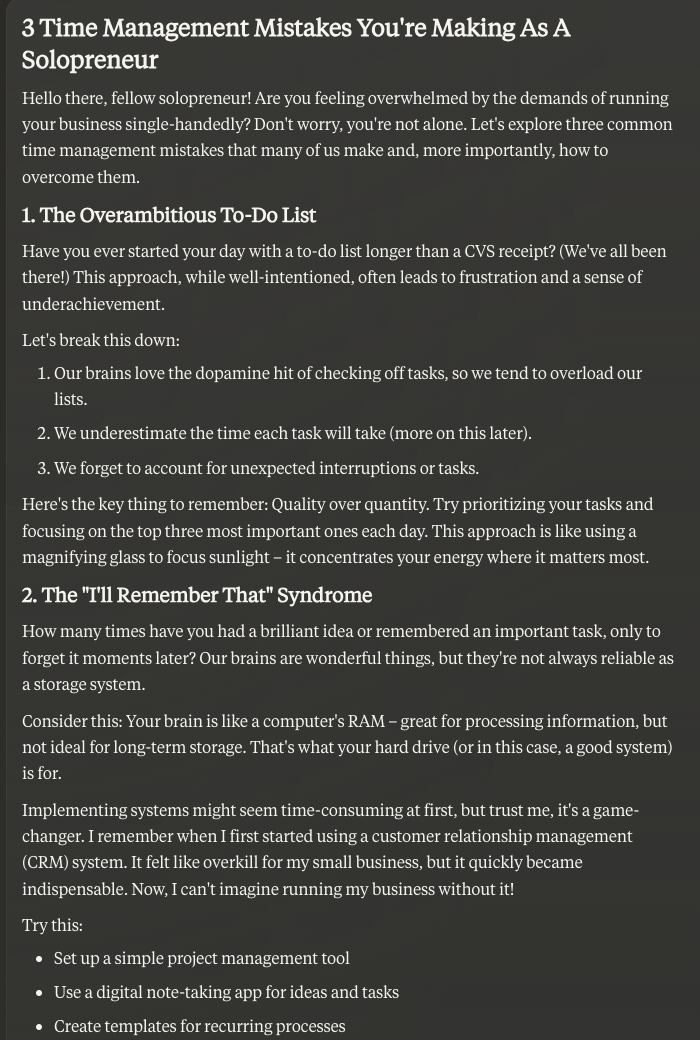 3 Time Management Mistakes You're Making As A
Solopreneur
Hello there, fellow solopreneur! Are you feeling overwhelmed by the demands of running
your business single-handedly? Don't worry, you're not alone. Let's explore three common
time management mistakes that many of us make and, more importantly, how to
overcome them.
1. The Overambitious To-Do List
Have you ever started your day with a to-do list longer than a CVS receipt? (We've all been
there!) This approach, while well-intentioned, often leads to frustration and a sense of
underachievement.
Let's break this down:
1. Our brains love the dopamine hit of checking off tasks, so we tend to overload our
lists.
2. We underestimate the time each task will take (more on this later).
3. We forget to account for unexpected interruptions or tasks.
Here's the key thing to remember: Quality over quantity. Try prioritizing your tasks and
focusing on the top three most important ones each day. This approach is like using a
magnifying glass to focus sunlight – it concentrates your energy where it matters most.
2. The "I'll Remember That" Syndrome
How many times have you had a brilliant idea or remembered an important task, only to
forget it moments later? Our brains are wonderful things, but they're not always reliable as
a storage system.
Consider this: Your brain is like a computer's RAM – great for processing information, but
not ideal for long-term storage. That's what your hard drive (or in this case, a good system)
is for.
Implementing systems might seem time-consuming at first, but trust me, it's a game-
changer. I remember when I first started using a customer relationship management
(CRM) system. It felt like overkill for my small business, but it quickly became
indispensable. Now, I can't imagine running my business without it!
Try this:
• Set up a simple project management tool
• Use a digital note-taking app for ideas and tasks
• Create templates for recurring processes